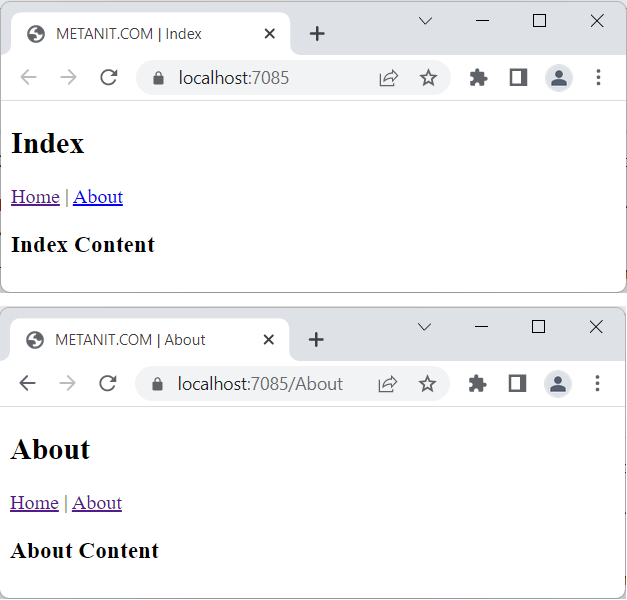 METANIT.COM | Index
localhost:7085
Index
Home | About
Index Content
METANIT.COM | About
localhost:7085/About
About
Home | About
About Content